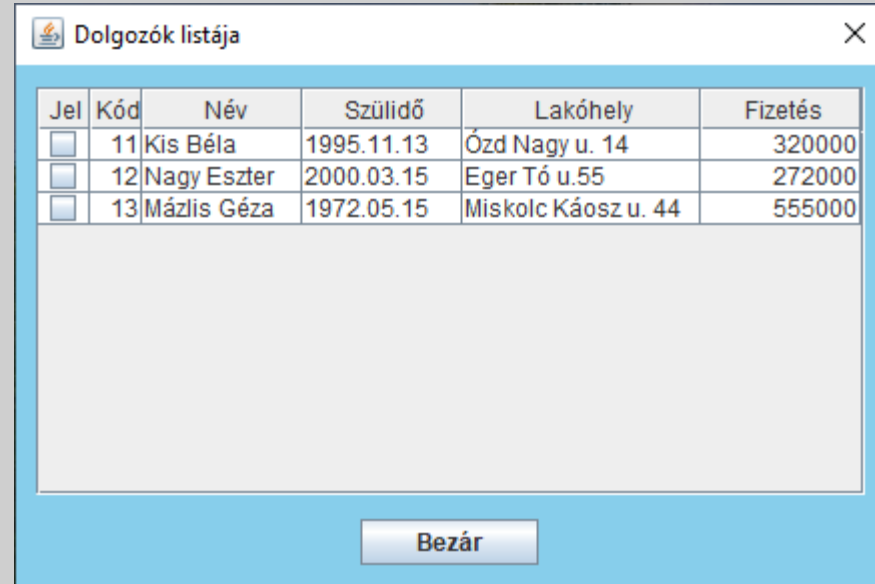 Dolgozók listája
Jel Kód Név Szülidő Lakóhely Fizetés
11 Kis Béla 1995.11.13 Ózd Nagy u. 14 320000
12 Nagy Eszter 2000.03.15 Eger Tó u.55 272000
13 Mázlis Géza 1972.05.15 Miskolc Káosz u. 44 555000
Bezár